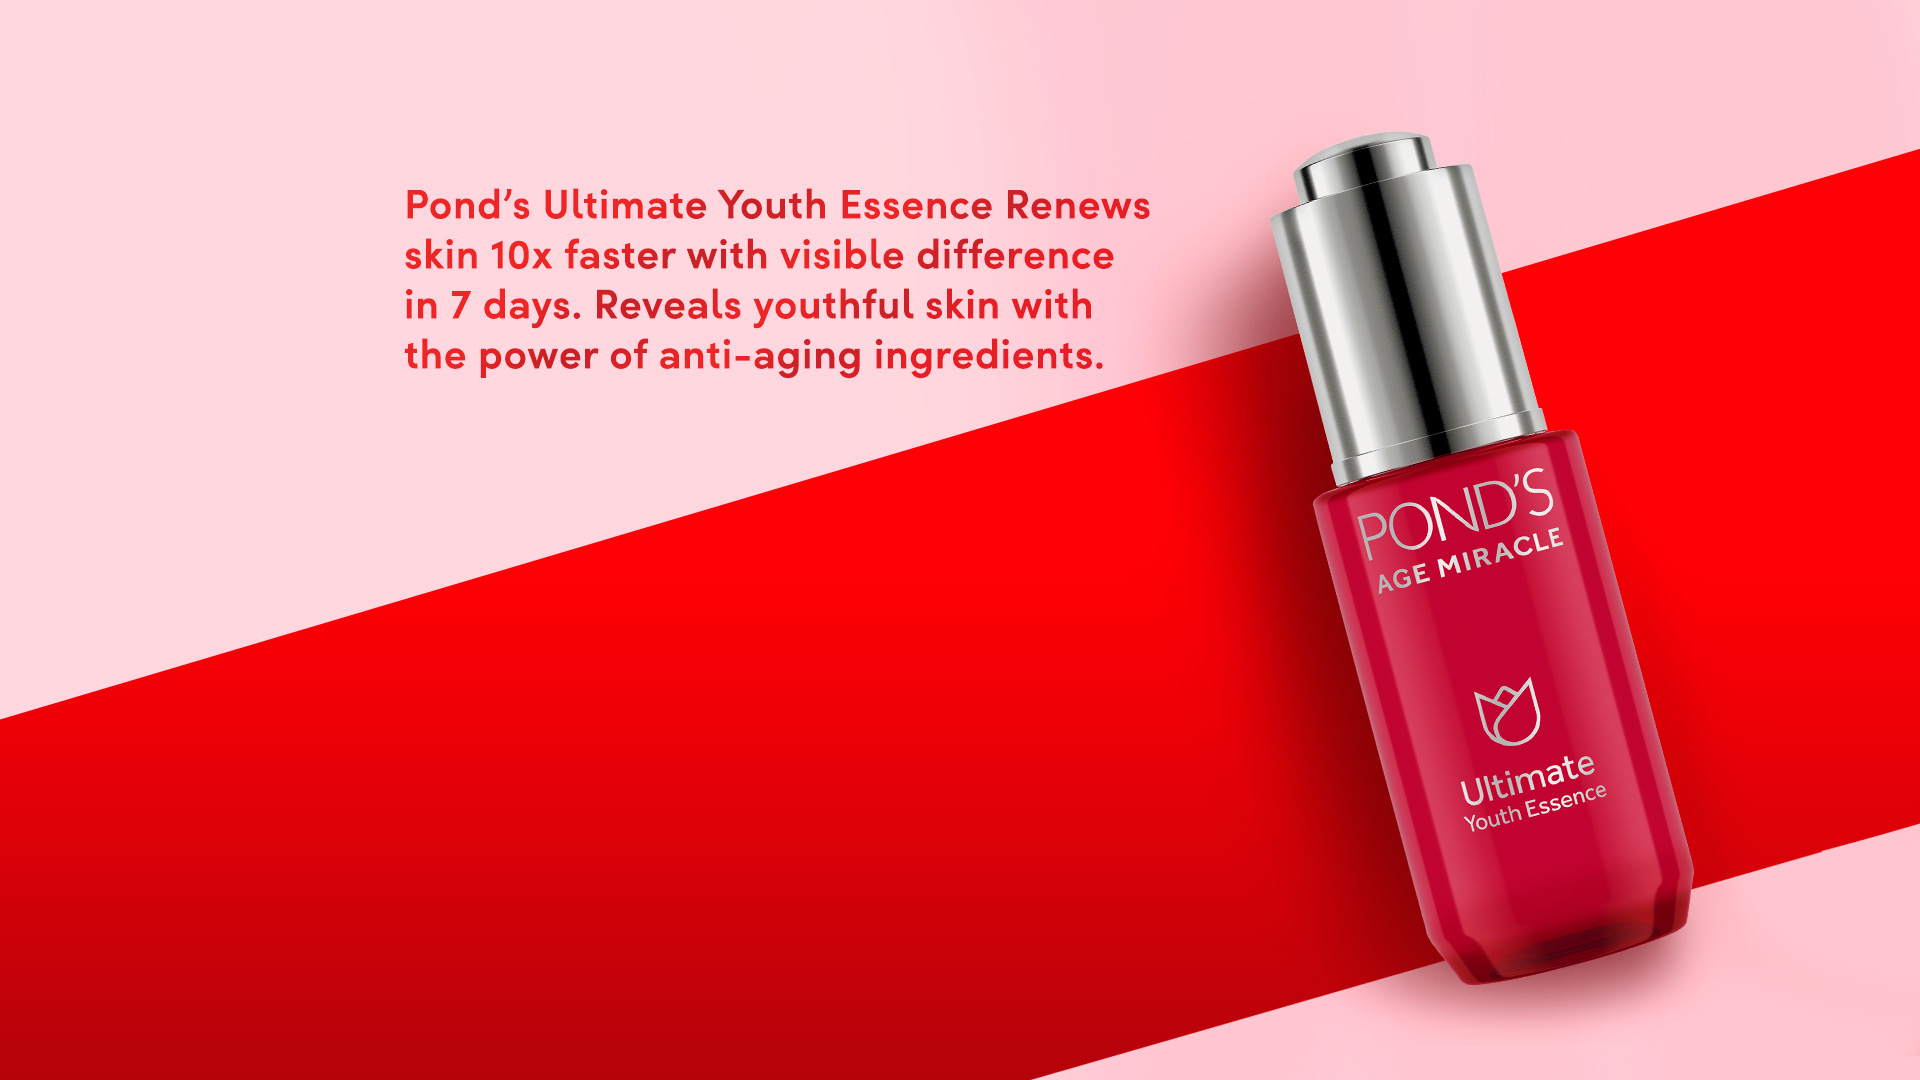 Pond’s Ultimate Youth Essence Renews
skin 10x faster with visible difference
in 7 days. Reveals youthful skin with
the power of anti-aging ingredients.
POND'S
AGE MIRACLE
Ultimate
Youth Essence